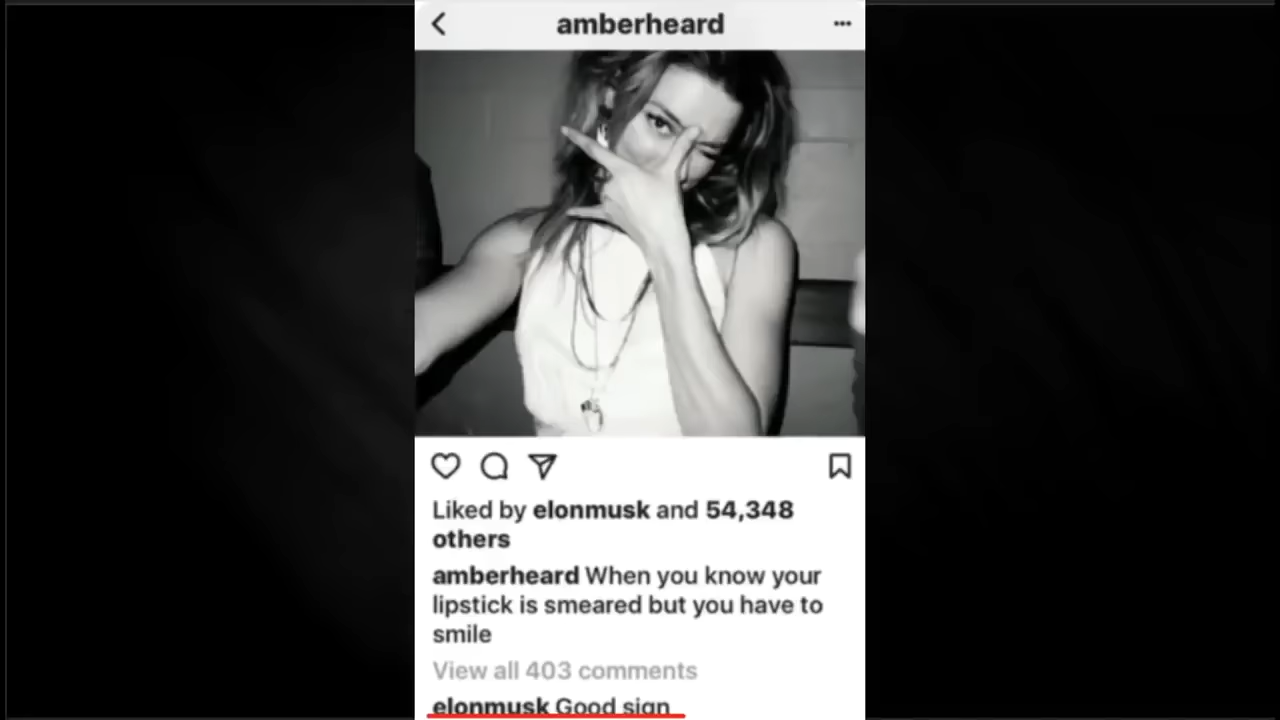 amberheard
Liked by elonmusk and 54,348
others
amberheard When you know your
lipstick is smeared but you have to
smile
View all 403 comments
elonmusk Good sign